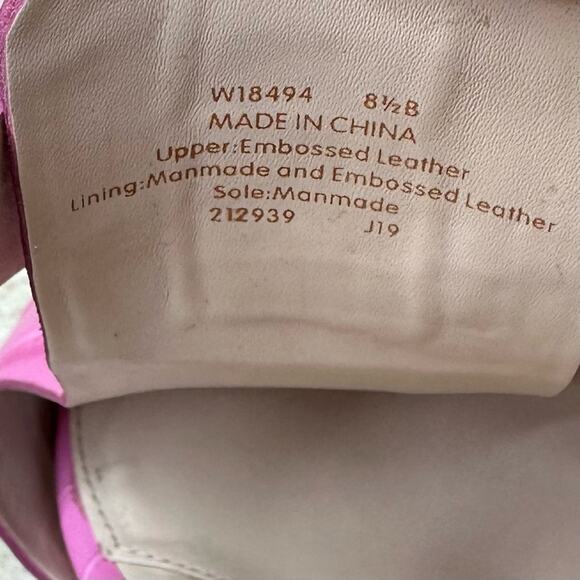 W18494 8½B
MADE IN CHINA
Upper:Embossed Leather
Lining:Manmade and Embossed Leather
Sole:Manmade
212939 J19